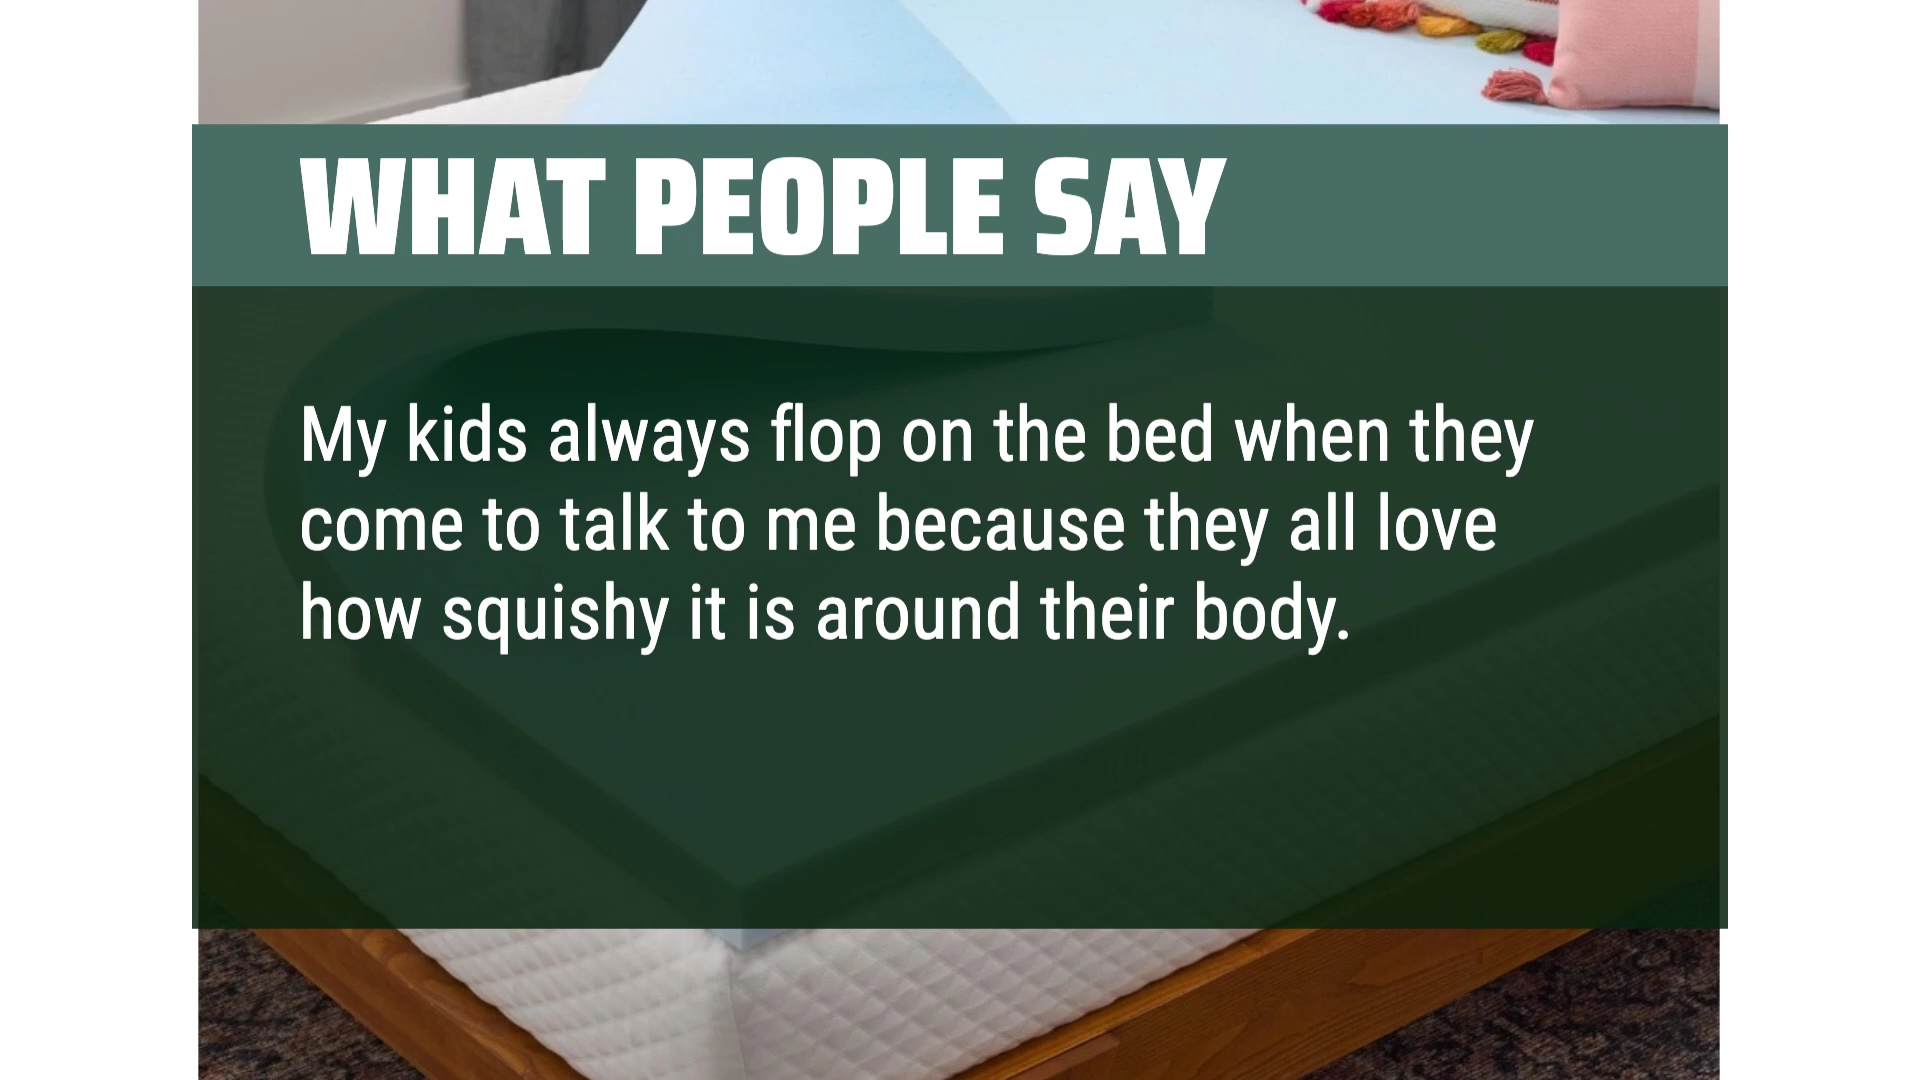 WHAT PEOPLE SAY
My kids always flop on the bed when they
come to talk to me because they all love
how squishy it is around their body.